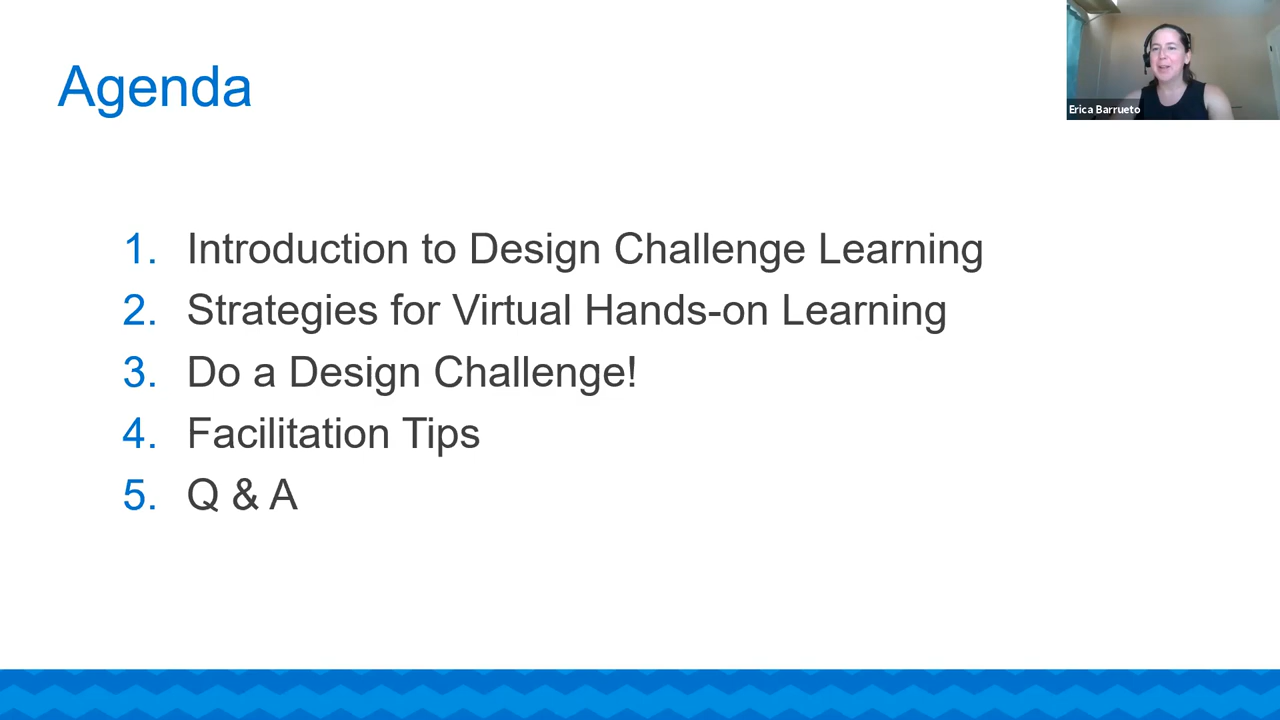 Agenda
Erica Barrueto
1. Introduction to Design Challenge Learning
2. Strategies for Virtual Hands-on Learning
3. Do a Design Challenge!
4. Facilitation Tips
5. Q & A